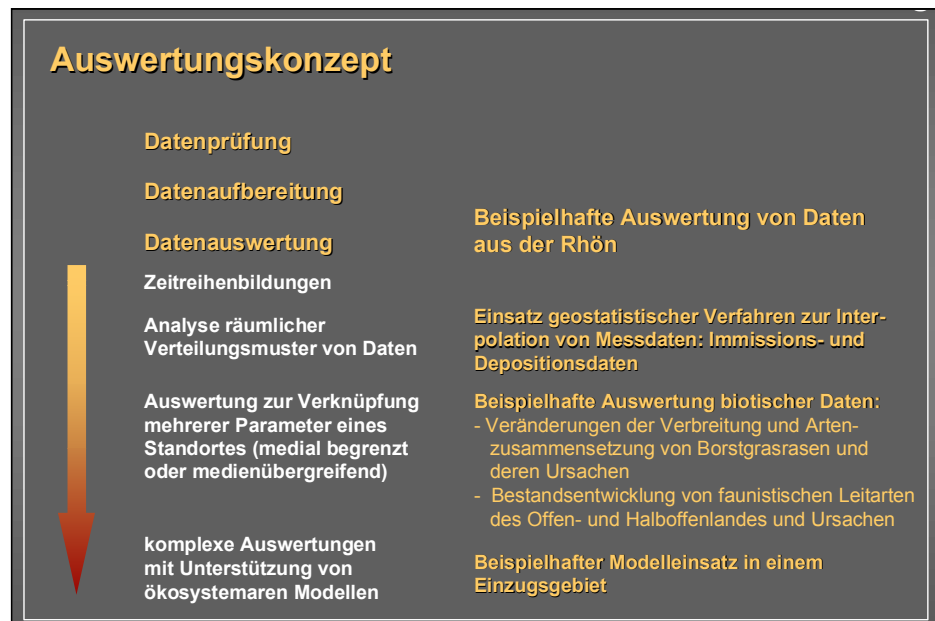 Auswertungskonzept
Datenprüfung
Datenaufbereitung
Datenauswertung
Zeitreihenbildungen
Analyse räumlicher
Verteilungsmuster von Daten
Auswertung zur Verknüpfung
mehrerer Parameter eines
Standortes (medial begrenzt
oder medienübergreifend)
komplexe Auswertungen
mit Unterstützung von
ökosystemaren Modellen
Beispielhafte Auswertung von Daten
aus der Rhön
Einsatz geostatistischer Verfahren zur Inter-
polation von Messdaten: Immissions- und
Depositionsdaten
Beispielhafte Auswertung biotischer Daten:
- Veränderungen der Verbreitung und Arten-
zusammensetzung von Borstgrasrasen und
deren Ursachen
- Bestandsentwicklung von faunistischen Leitarten
des Offen- und Halboffenlandes und Ursachen
Beispielhafter Modelleinsatz in einem
Einzugsgebiet